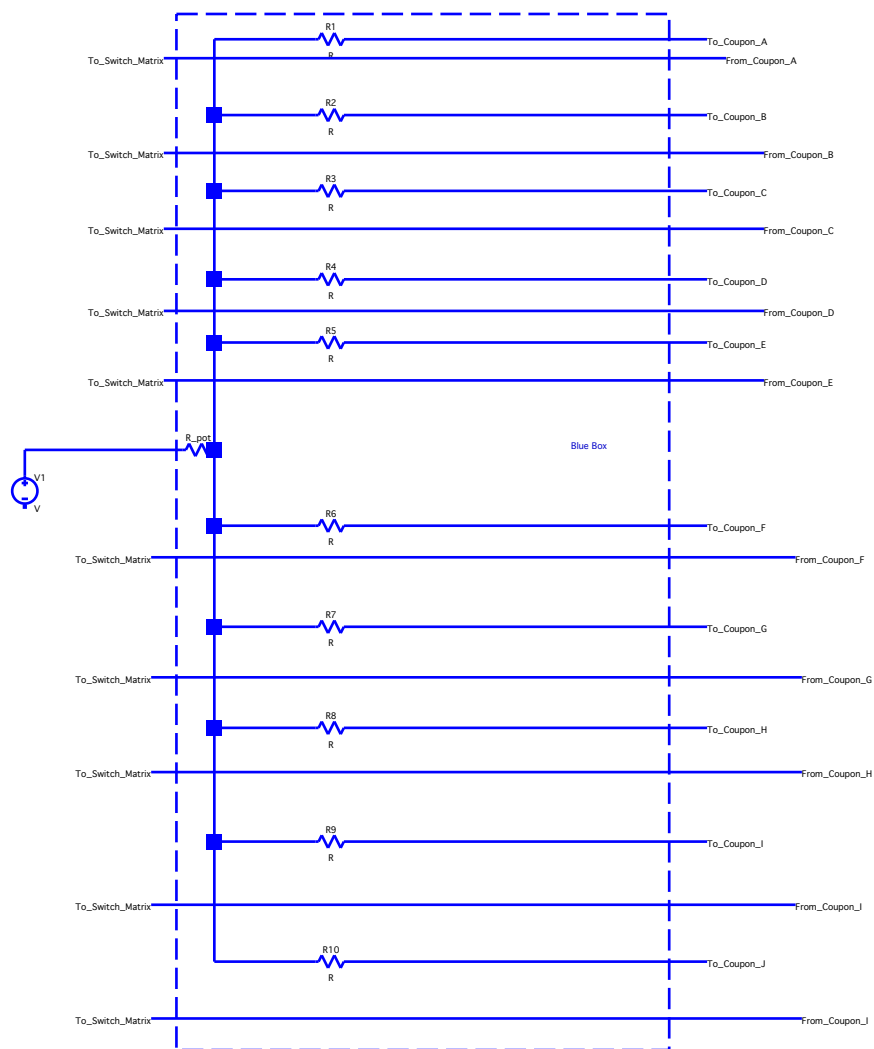 R1
To_Coupon_A
R
To_Switch_Matrix
From_Coupon_A
R2
To_Coupon_B
R
To_Switch_Matrix
From_Coupon_B
R3
To_Coupon_C
R
To_Switch_Matrix
From_Coupon_C
R4
To_Coupon_D
R
To_Switch_Matrix
From_Coupon_D
R5
To_Coupon_E
R
To_Switch_Matrix
From_Coupon_E
R_pot
Blue Box
V1
V
R6
To_Coupon_F
R
To_Switch_Matrix
From_Coupon_F
R7
To_Coupon_G
R
To_Switch_Matrix
From_Coupon_G
R8
To_Coupon_H
R
To_Switch_Matrix
From_Coupon_H
R9
To_Coupon_I
R
To_Switch_Matrix
From_Coupon_I
R10
To_Coupon_J
R
To_Switch_Matrix
From_Coupon_I